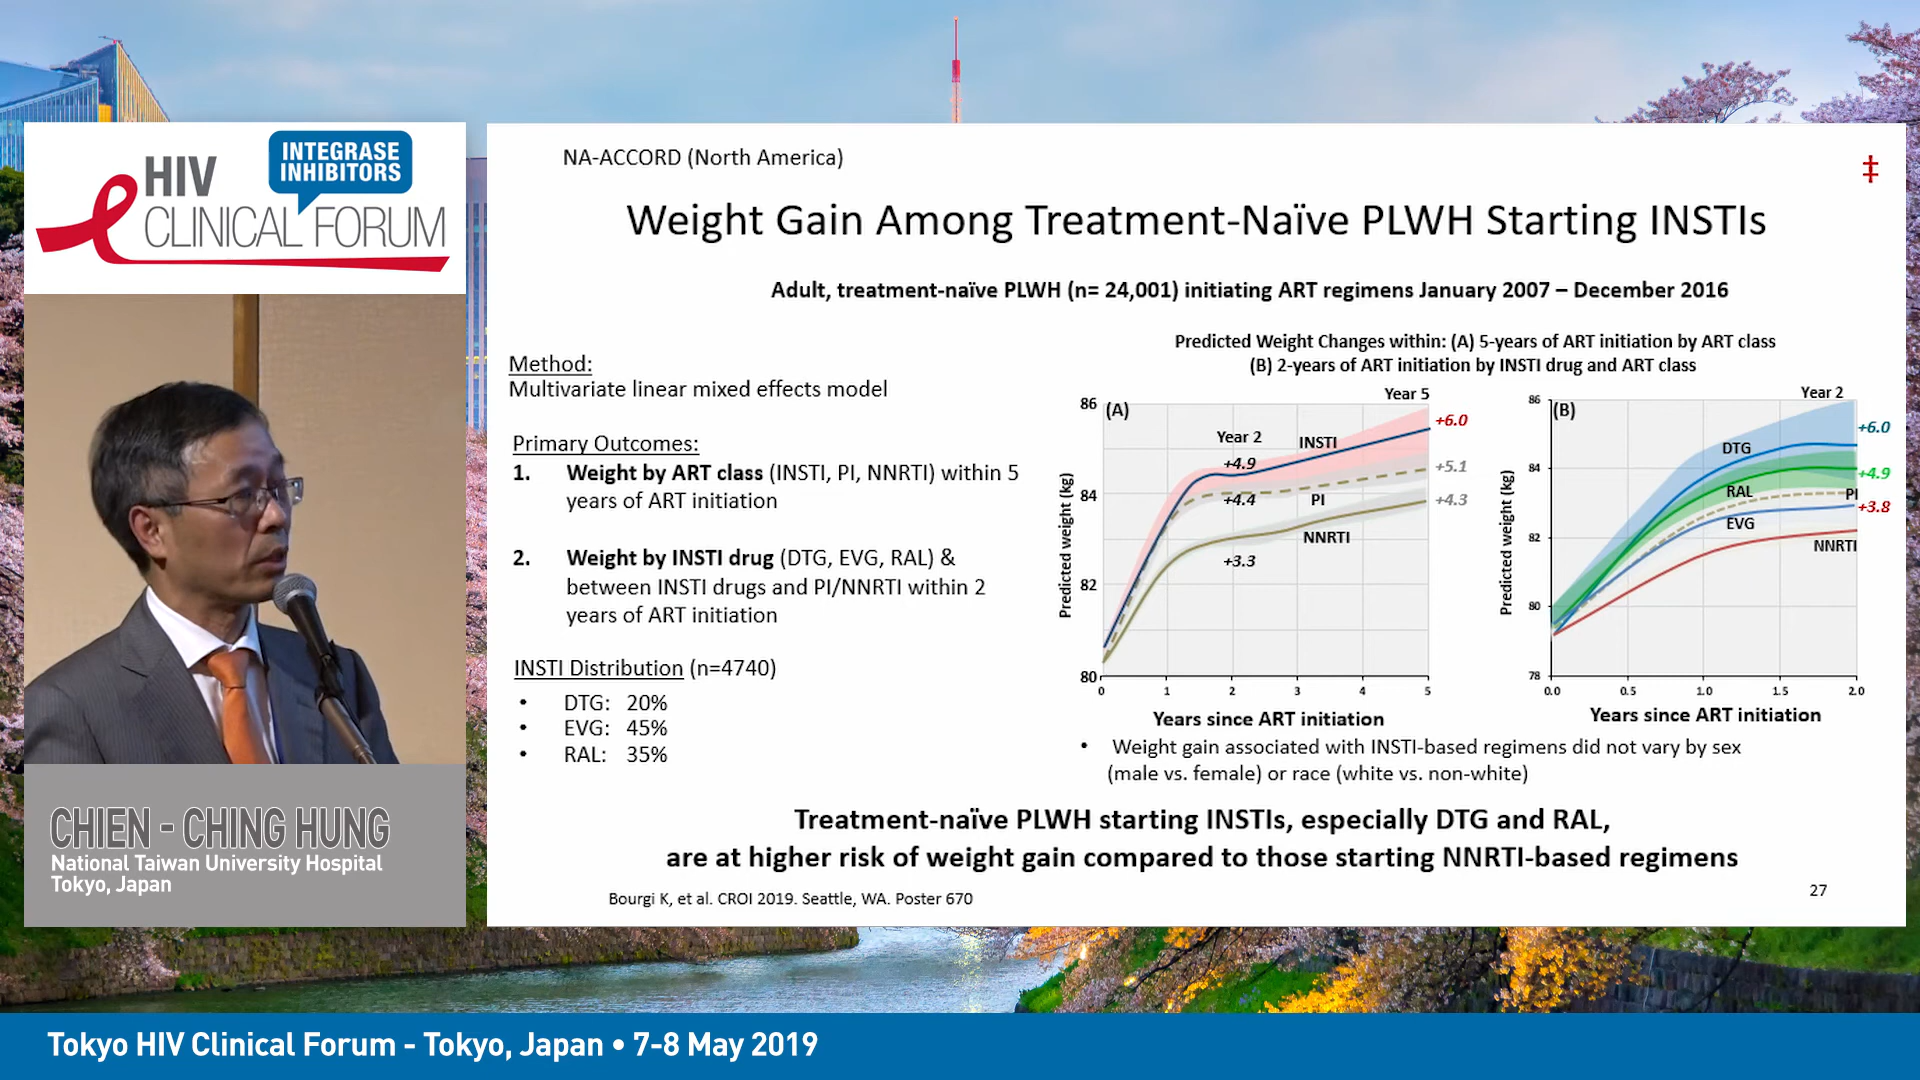 HIV
INTEGRASE
INHIBITORS
CLINICAL FORUM
CHIEN - CHING HUNG
National Taiwan University Hospital
Tokyo, Japan
NA-ACCORD (North America)
‡
Weight Gain Among Treatment-Naïve PLWH Starting INSTIs
Adult, treatment-naïve PLWH (n= 24,001) initiating ART regimens January 2007 – December 2016
Method:
Multivariate linear mixed effects model
Primary Outcomes:
1. Weight by ART class (INSTI, PI, NNRTI) within 5
years of ART initiation
2. Weight by INSTI drug (DTG, EVG, RAL) &
between INSTI drugs and PI/NNRTI within 2
years of ART initiation
INSTI Distribution (n=4740)
• DTG: 20%
• EVG: 45%
• RAL: 35%
Predicted Weight Changes within: (A) 5-years of ART initiation by ART class
(B) 2-years of ART initiation by INSTI drug and ART class
Year 5
86
(A)
+6.0
Year 2
INSTI
+4.9
+5.1
84
+4.4
PI
+4.3
NNRTI
+3.3
82
80
Predicted weight (kg)
0 1 2 3 4 5
Years since ART initiation
Year 2
86
(B)
+6.0
DTG
84
+4.9
RAL
PI
+3.8
EVG
82
NNRTI
80
78
Predicted weight (kg)
0.0 0.5 1.0 1.5 2.0
Years since ART initiation
• Weight gain associated with INSTI-based regimens did not vary by sex
(male vs. female) or race (white vs. non-white)
Treatment-naïve PLWH starting INSTIs, especially DTG and RAL,
are at higher risk of weight gain compared to those starting NNRTI-based regimens
Bourgi K, et al. CROI 2019. Seattle, WA. Poster 670
27
Tokyo HIV Clinical Forum - Tokyo, Japan • 7-8 May 2019